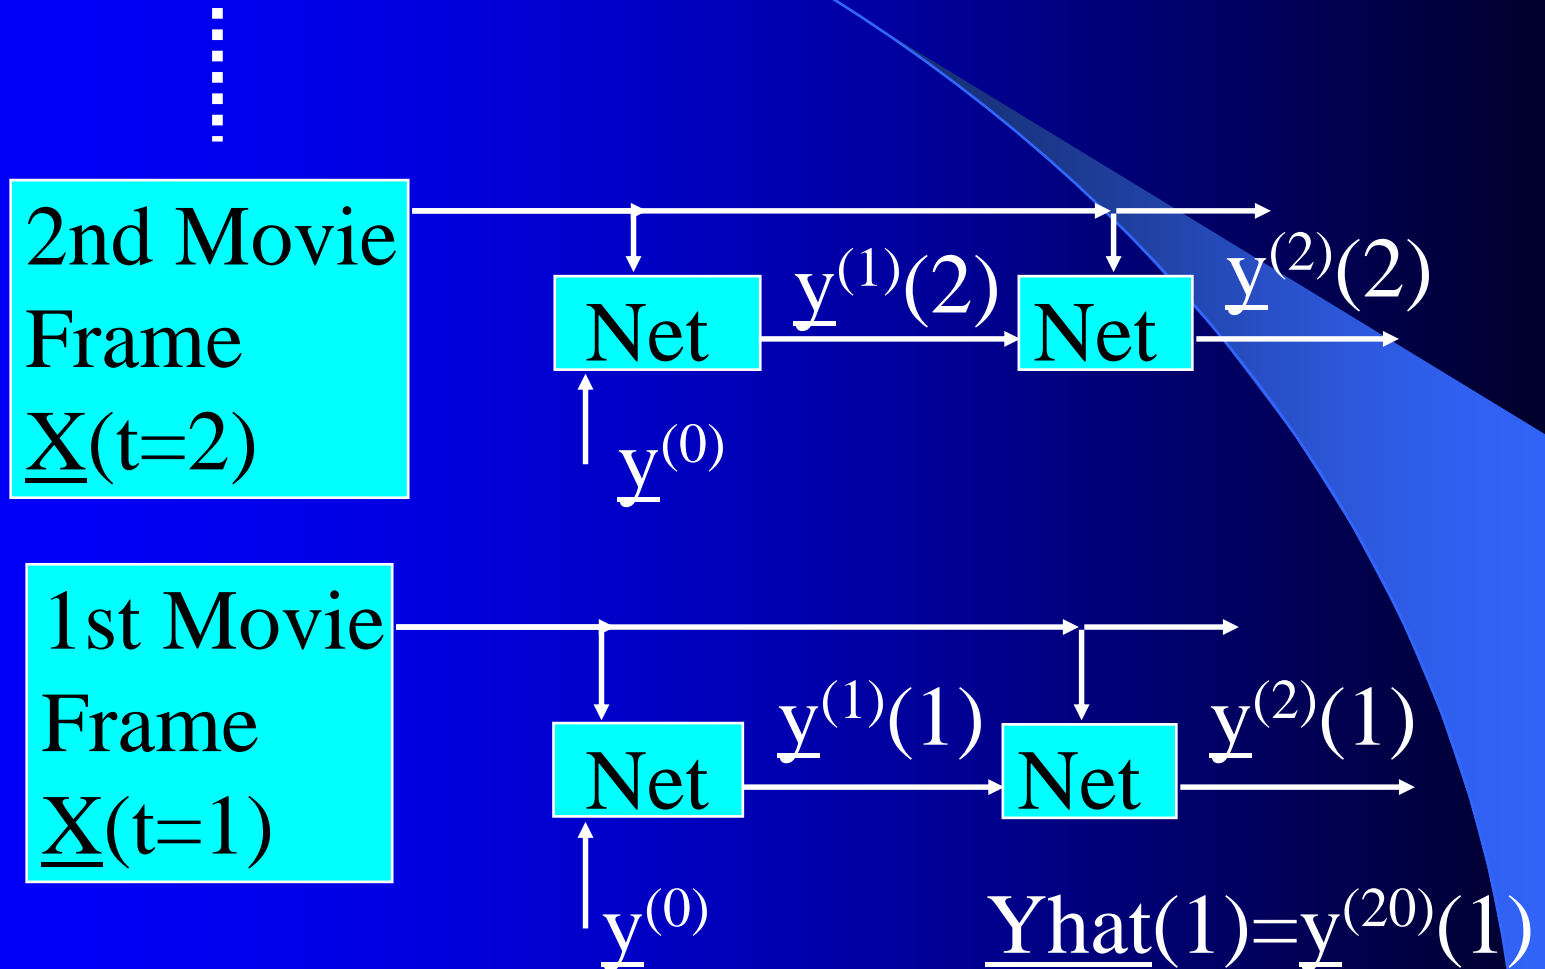 2nd Movie
Frame
X(t=2)
Net
y(1)(2)
Net
y(2)(2)
y(0)
1st Movie
Frame
X(t=1)
Net
y(1)(1)
Net
y(2)(1)
y(0)
Yhat(1)=y(20)(1)